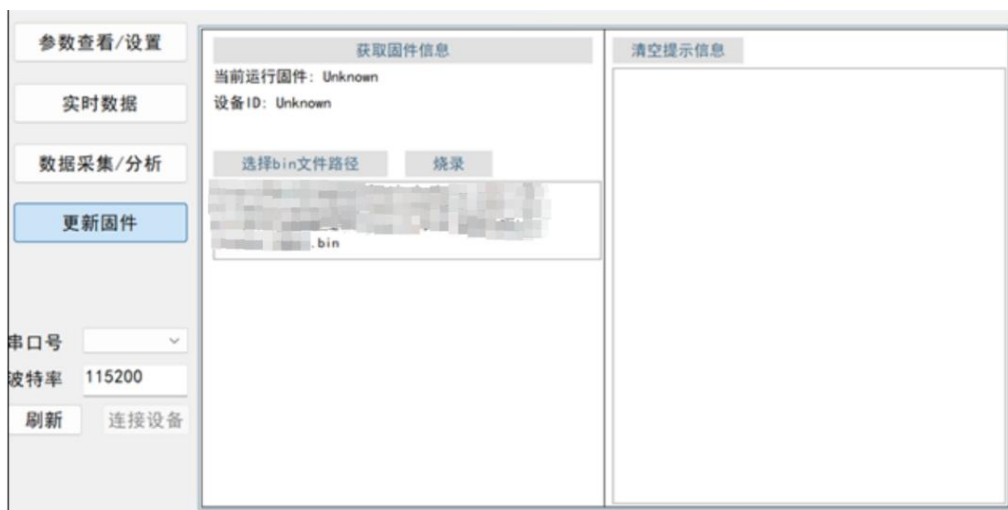 参数查看/设置
实时数据
数据采集/分析
更新固件
串口号
波特率 115200
刷新 连接设备
获取固件信息
当前运行固件: Unknown
设备ID: Unknown
选择bin文件路径 烧录
.bin
清空提示信息